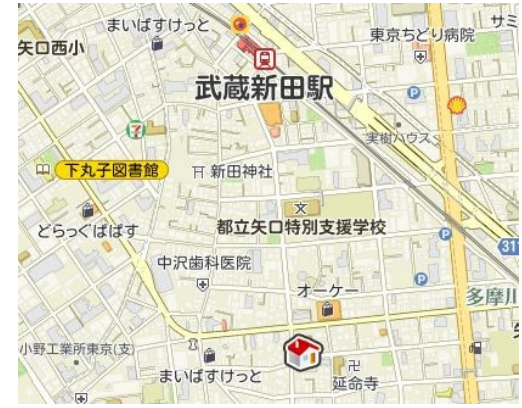 まいばすけっと
矢口西小
東京ちどり病院
サミ
武蔵新田駅
P
7
実樹ハウス
下丸子図書館
新田神社
文
都立矢口特別支援学校
どらっぐぱぱす
中沢歯科医院
P
311
オーケー
多摩川
P
小野工業所東京(支)
まいばすけっと
延命寺